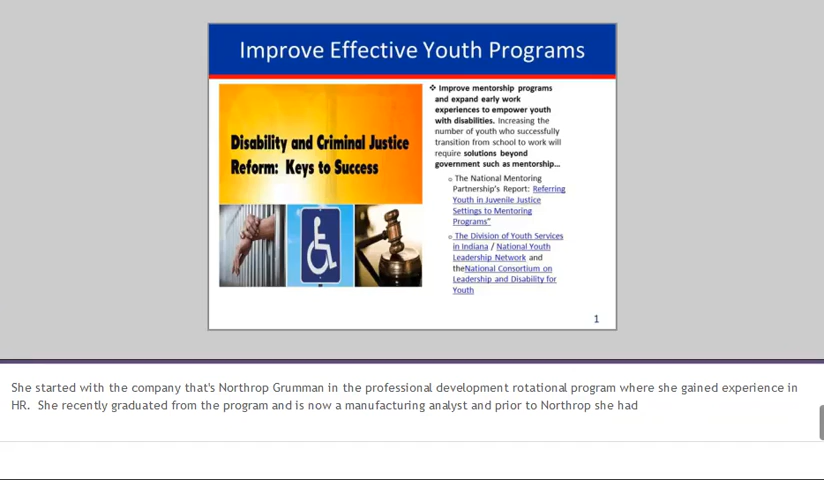 Improve Effective Youth Programs
Disability and Criminal Justice
Reform: Keys to Success
❖ Improve mentorship programs
and expand early work
experiences to empower youth
with disabilities. Increasing the
number of youth who successfully
transition from school to work will
require solutions beyond
government such as mentorship...
o The National Mentoring
Partnership's Report: Referring
Youth in Juvenile Justice
Settings to Mentoring
Programs"
o The Division of Youth Services
in Indiana / National Youth
Leadership Network and
theNational Consortium on
Leadership and Disability for
Youth
1
She started with the company that's Northrop Grumman in the professional development rotational program where she gained experience in
HR. She recently graduated from the program and is now a manufacturing analyst and prior to Northrop she had